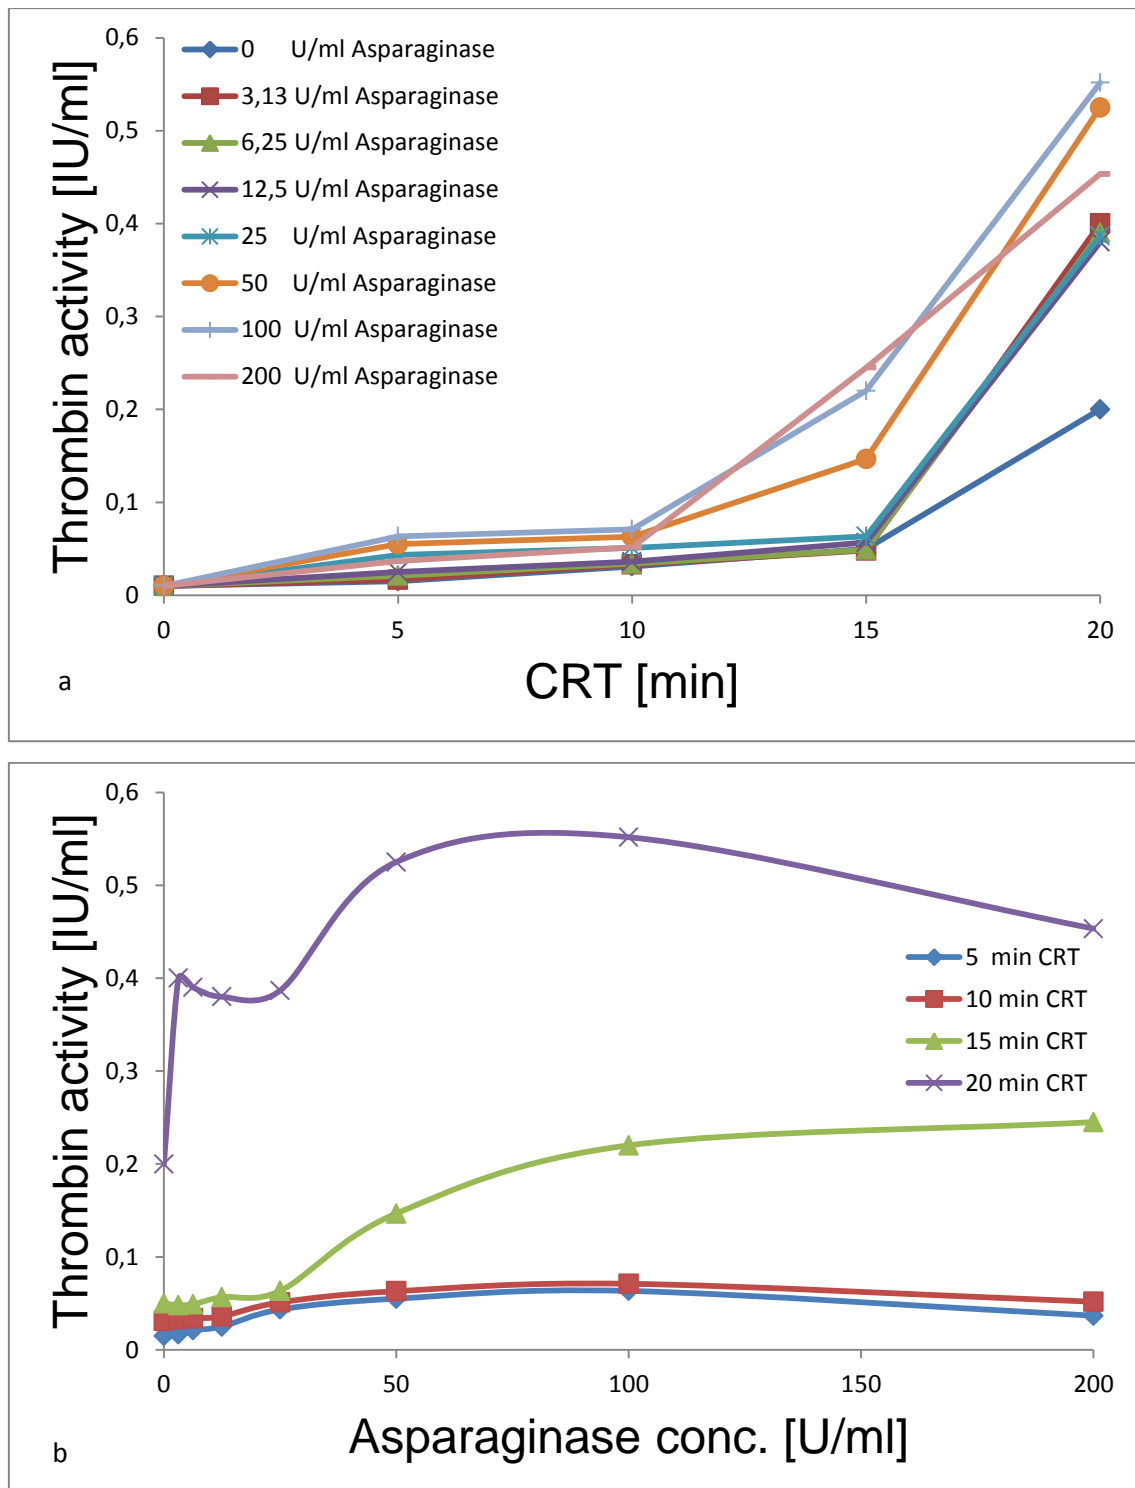 Thrombin activity [IU/ml]
0,6
0,5
0,4
0,3
0,2
0,1
0
0 U/ml Asparaginase
3,13 U/ml Asparaginase
6,25 U/ml Asparaginase
12,5 U/ml Asparaginase
25 U/ml Asparaginase
50 U/ml Asparaginase
100 U/ml Asparaginase
200 U/ml Asparaginase
0 5 10 15 20
CRT [min]
a
Thrombin activity [IU/ml]
0,6
0,5
0,4
0,3
0,2
0,1
0
5 min CRT
10 min CRT
15 min CRT
20 min CRT
0 50 100 150 200
Asparaginase conc. [U/ml]
b